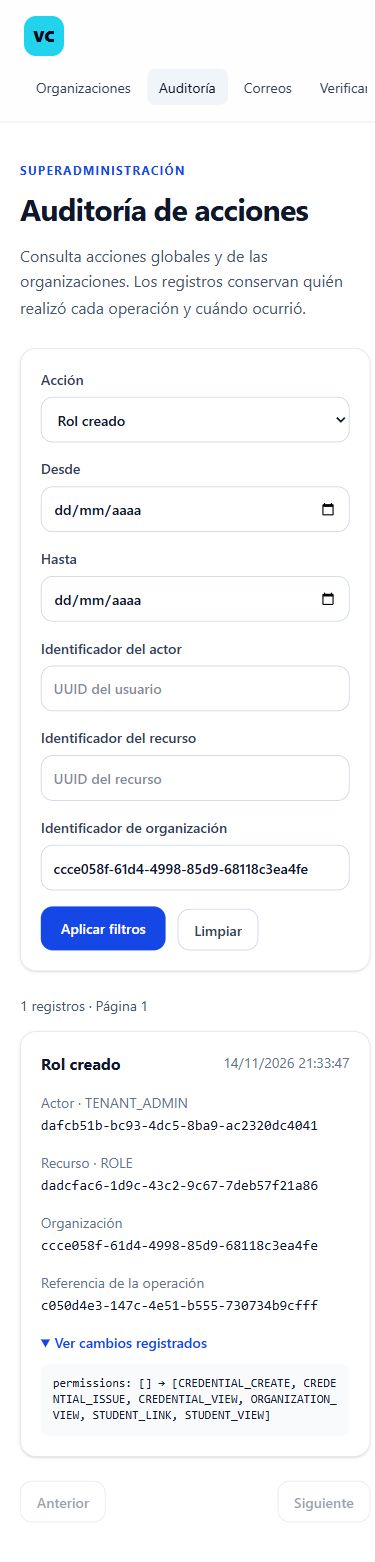 vc
Organizaciones Auditoría Correos Verificar
SUPERADMINISTRACIÓN
Auditoría de acciones
Consulta acciones globales y de las
organizaciones. Los registros conservan quién
realizó cada operación y cuándo ocurrió.
Acción
Rol creado
Desde
dd/mm/aaaa
Hasta
dd/mm/aaaa
Identificador del actor
UUID del usuario
Identificador del recurso
UUID del recurso
Identificador de organización
ccce058f-61d4-4998-85d9-68118c3ea4fe
Aplicar filtros Limpiar
1 registros · Página 1
Rol creado 14/11/2026 21:33:47
Actor · TENANT_ADMIN
dafcb51b-bc93-4dc5-8ba9-ac2320dc4041
Recurso · ROLE
dadcfac6-1d9c-43c2-9c67-7deb57f21a86
Organización
ccce058f-61d4-4998-85d9-68118c3ea4fe
Referencia de la operación
c050d4e3-147c-4e51-b555-730734b9cfff
▼ Ver cambios registrados
permissions: [] → [CREDENTIAL_CREATE, CREDE
NTIAL_ISSUE, CREDENTIAL_VIEW, ORGANIZATION_
VIEW, STUDENT_LINK, STUDENT_VIEW]
Anterior Siguiente